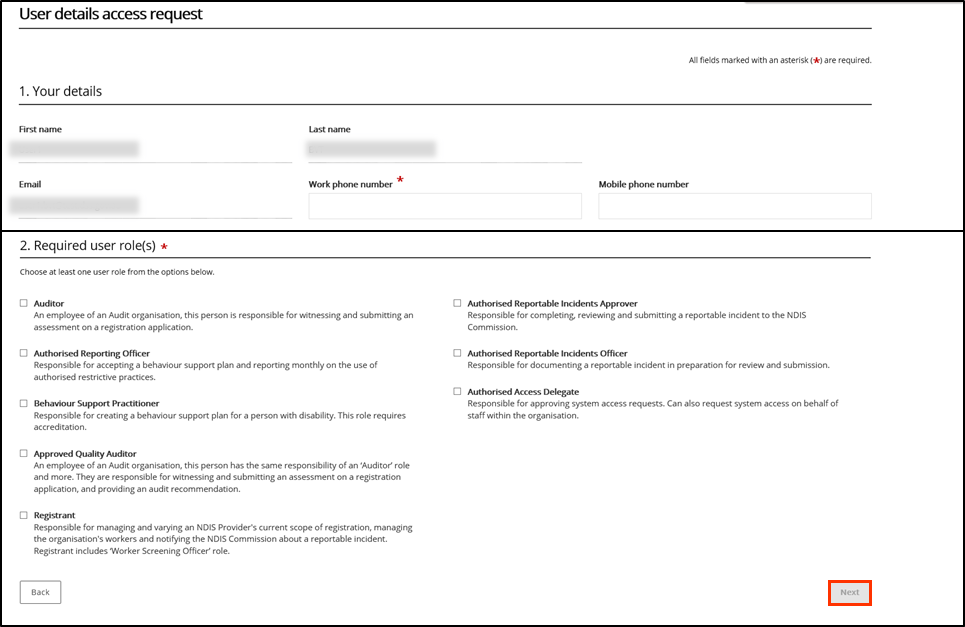 User details access request
All fields marked with an asterisk (*) are required.
1. Your details
First name
Last name
Email
Work phone number *
Mobile phone number
2. Required user role(s) *
Choose at least one user role from the options below.
Auditor
An employee of an Audit organisation, this person is responsible for witnessing and submitting an
assessment on a registration application.
Authorised Reporting Officer
Responsible for accepting a behaviour support plan and reporting monthly on the use of
authorised restrictive practices.
Behaviour Support Practitioner
Responsible for creating a behaviour support plan for a person with disability. This role requires
accreditation.
Approved Quality Auditor
An employee of an Audit organisation, this person has the same responsibility of an ‘Auditor’ role
and more. They are responsible for witnessing and submitting an assessment on a registration
application, and providing an audit recommendation.
Registrant
Responsible for managing and varying an NDIS Provider's current scope of registration, managing
the organisation's workers and notifying the NDIS Commission about a reportable incident.
Registrant includes ‘Worker Screening Officer’ role.
Authorised Reportable Incidents Approver
Responsible for completing, reviewing and submitting a reportable incident to the NDIS
Commission.
Authorised Reportable Incidents Officer
Responsible for documenting a reportable incident in preparation for review and submission.
Authorised Access Delegate
Responsible for approving system access requests. Can also request system access on behalf of
staff within the organisation.
Back
Next